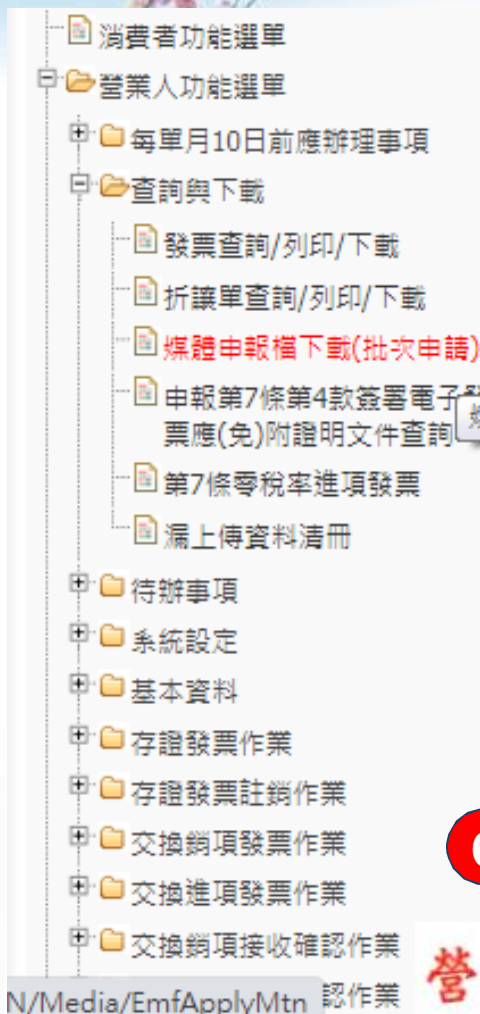 消費者功能選單
營業人功能選單
每單月10日前應辦理事項
查詢與下載
發票查詢/列印/下載
折讓單查詢/列印/下載
媒體申報檔下載(批次申請)
申報第7條第4款簽署電子發
票應(免)附證明文件查詢
第7條零稅率進項發票
漏上傳資料清冊
待辦事項
系統設定
基本資料
存證發票作業
存證發票註銷作業
交換銷項發票作業
交換進項發票作業
交換銷項接收確認作業
營
N/Media/EmfApplyMtn
認作業